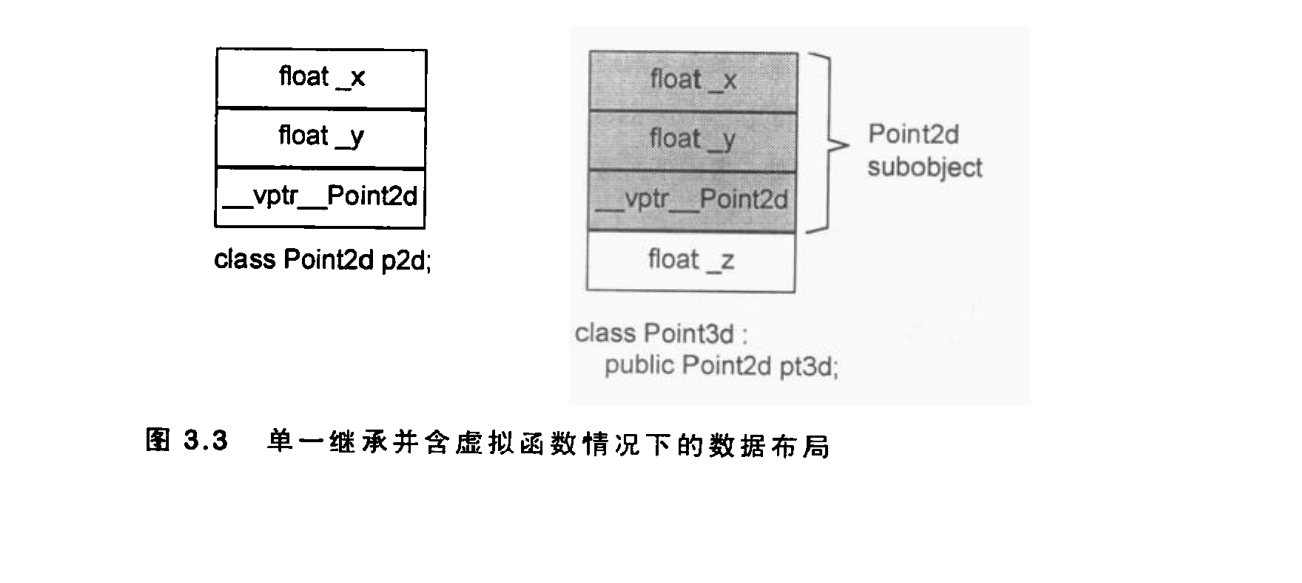 float _x
float _y
__vptr__Point2d
class Point2d p2d;
float _x
float _y
__vptr__Point2d
float _z
Point2d
subobject
class Point3d :
public Point2d pt3d;
图 3.3 单一继承并含虚拟函数情况下的数据布局